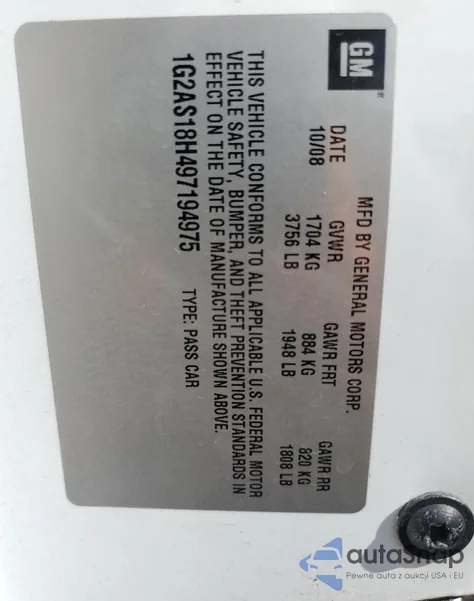 GM
®
MFD BY GENERAL MOTORS CORP.
DATE GVWR GAWR FRT GAWR RR
10/08 1704 KG 884 KG 820 KG
3756 LB 1948 LB 1808 LB
THIS VEHICLE CONFORMS TO ALL APPLICABLE U.S. FEDERAL MOTOR
VEHICLE SAFETY, BUMPER, AND THEFT PREVENTION STANDARDS IN
EFFECT ON THE DATE OF MANUFACTURE SHOWN ABOVE.
1G2AS18H497194975 TYPE: PASS CAR
autasnap
Pewne auta z aukcji USA i EU